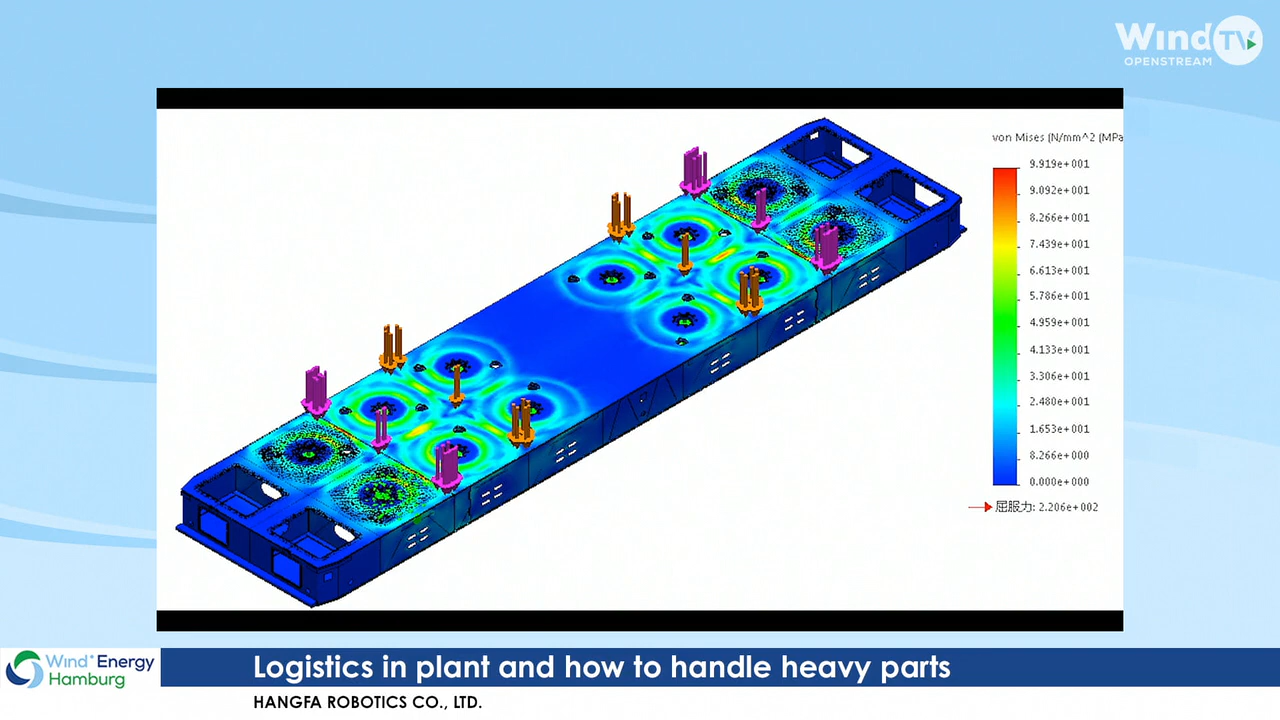 WindTV
OPENSTREAM
von Mises (N/mm^2 (MPa
9.919e+001
9.092e+001
8.266e+001
7.439e+001
6.613e+001
5.786e+001
4.959e+001
4.133e+001
3.306e+001
2.480e+001
1.653e+001
8.266e+000
0.000e+000
屈服力: 2.206e+002
Wind Energy
Hamburg
Logistics in plant and how to handle heavy parts
HANGFA ROBOTICS CO., LTD.